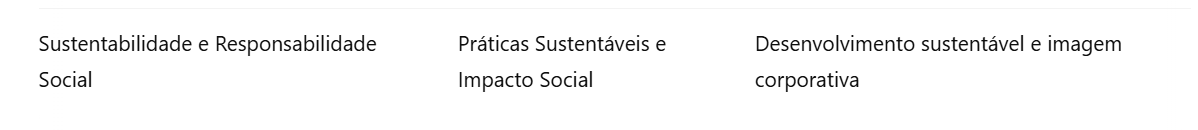 Sustentabilidade e Responsabilidade
Social
Práticas Sustentáveis e
Impacto Social
Desenvolvimento sustentável e imagem
corporativa